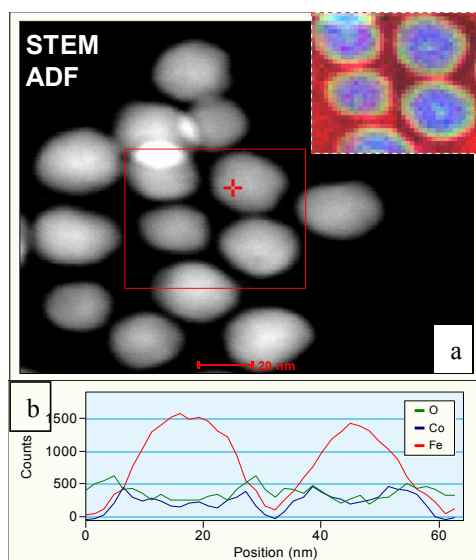 STEM
ADF
20 nm
a
b
Counts
1500
1000
500
0
O
Co
Fe
0
20
40
60
Position (nm)